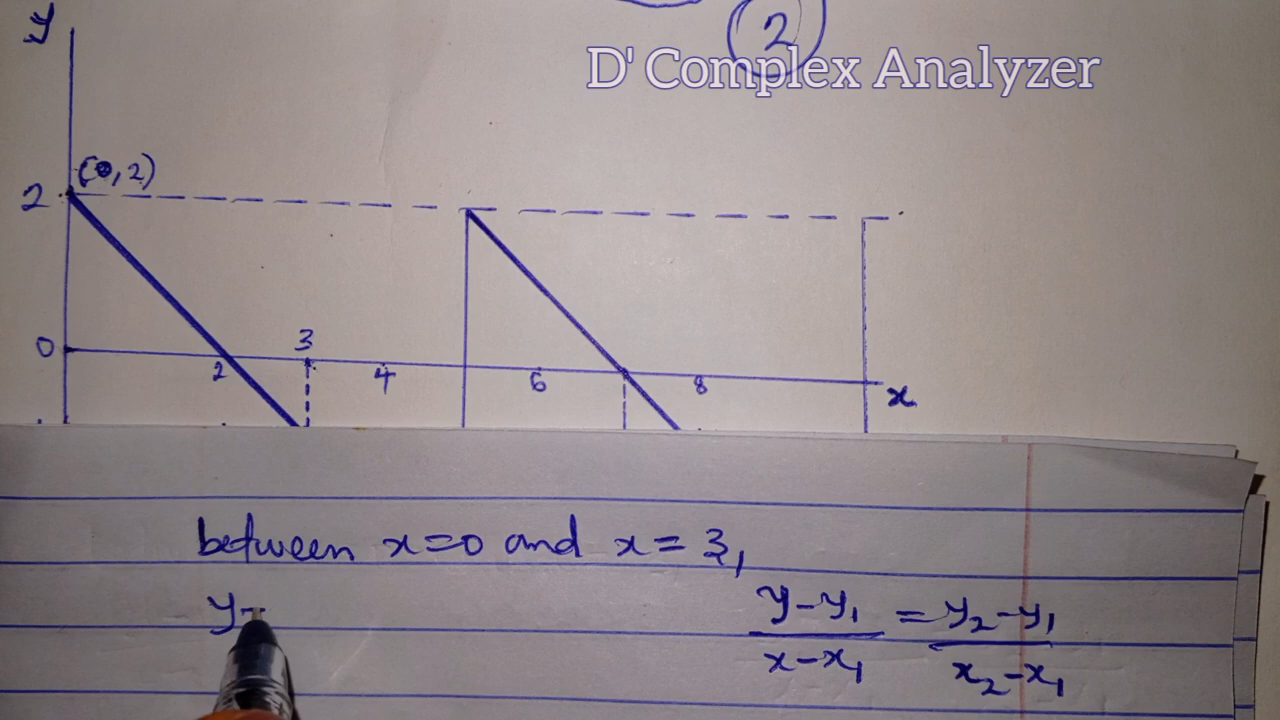 2
D' Complex Analyzer
y
(0,2)
2
0
3
2
4
6
8
x
between x=0 and x = 3,
y-
y-y₁ = y₂-y₁
x-x₁ x₂-x₁